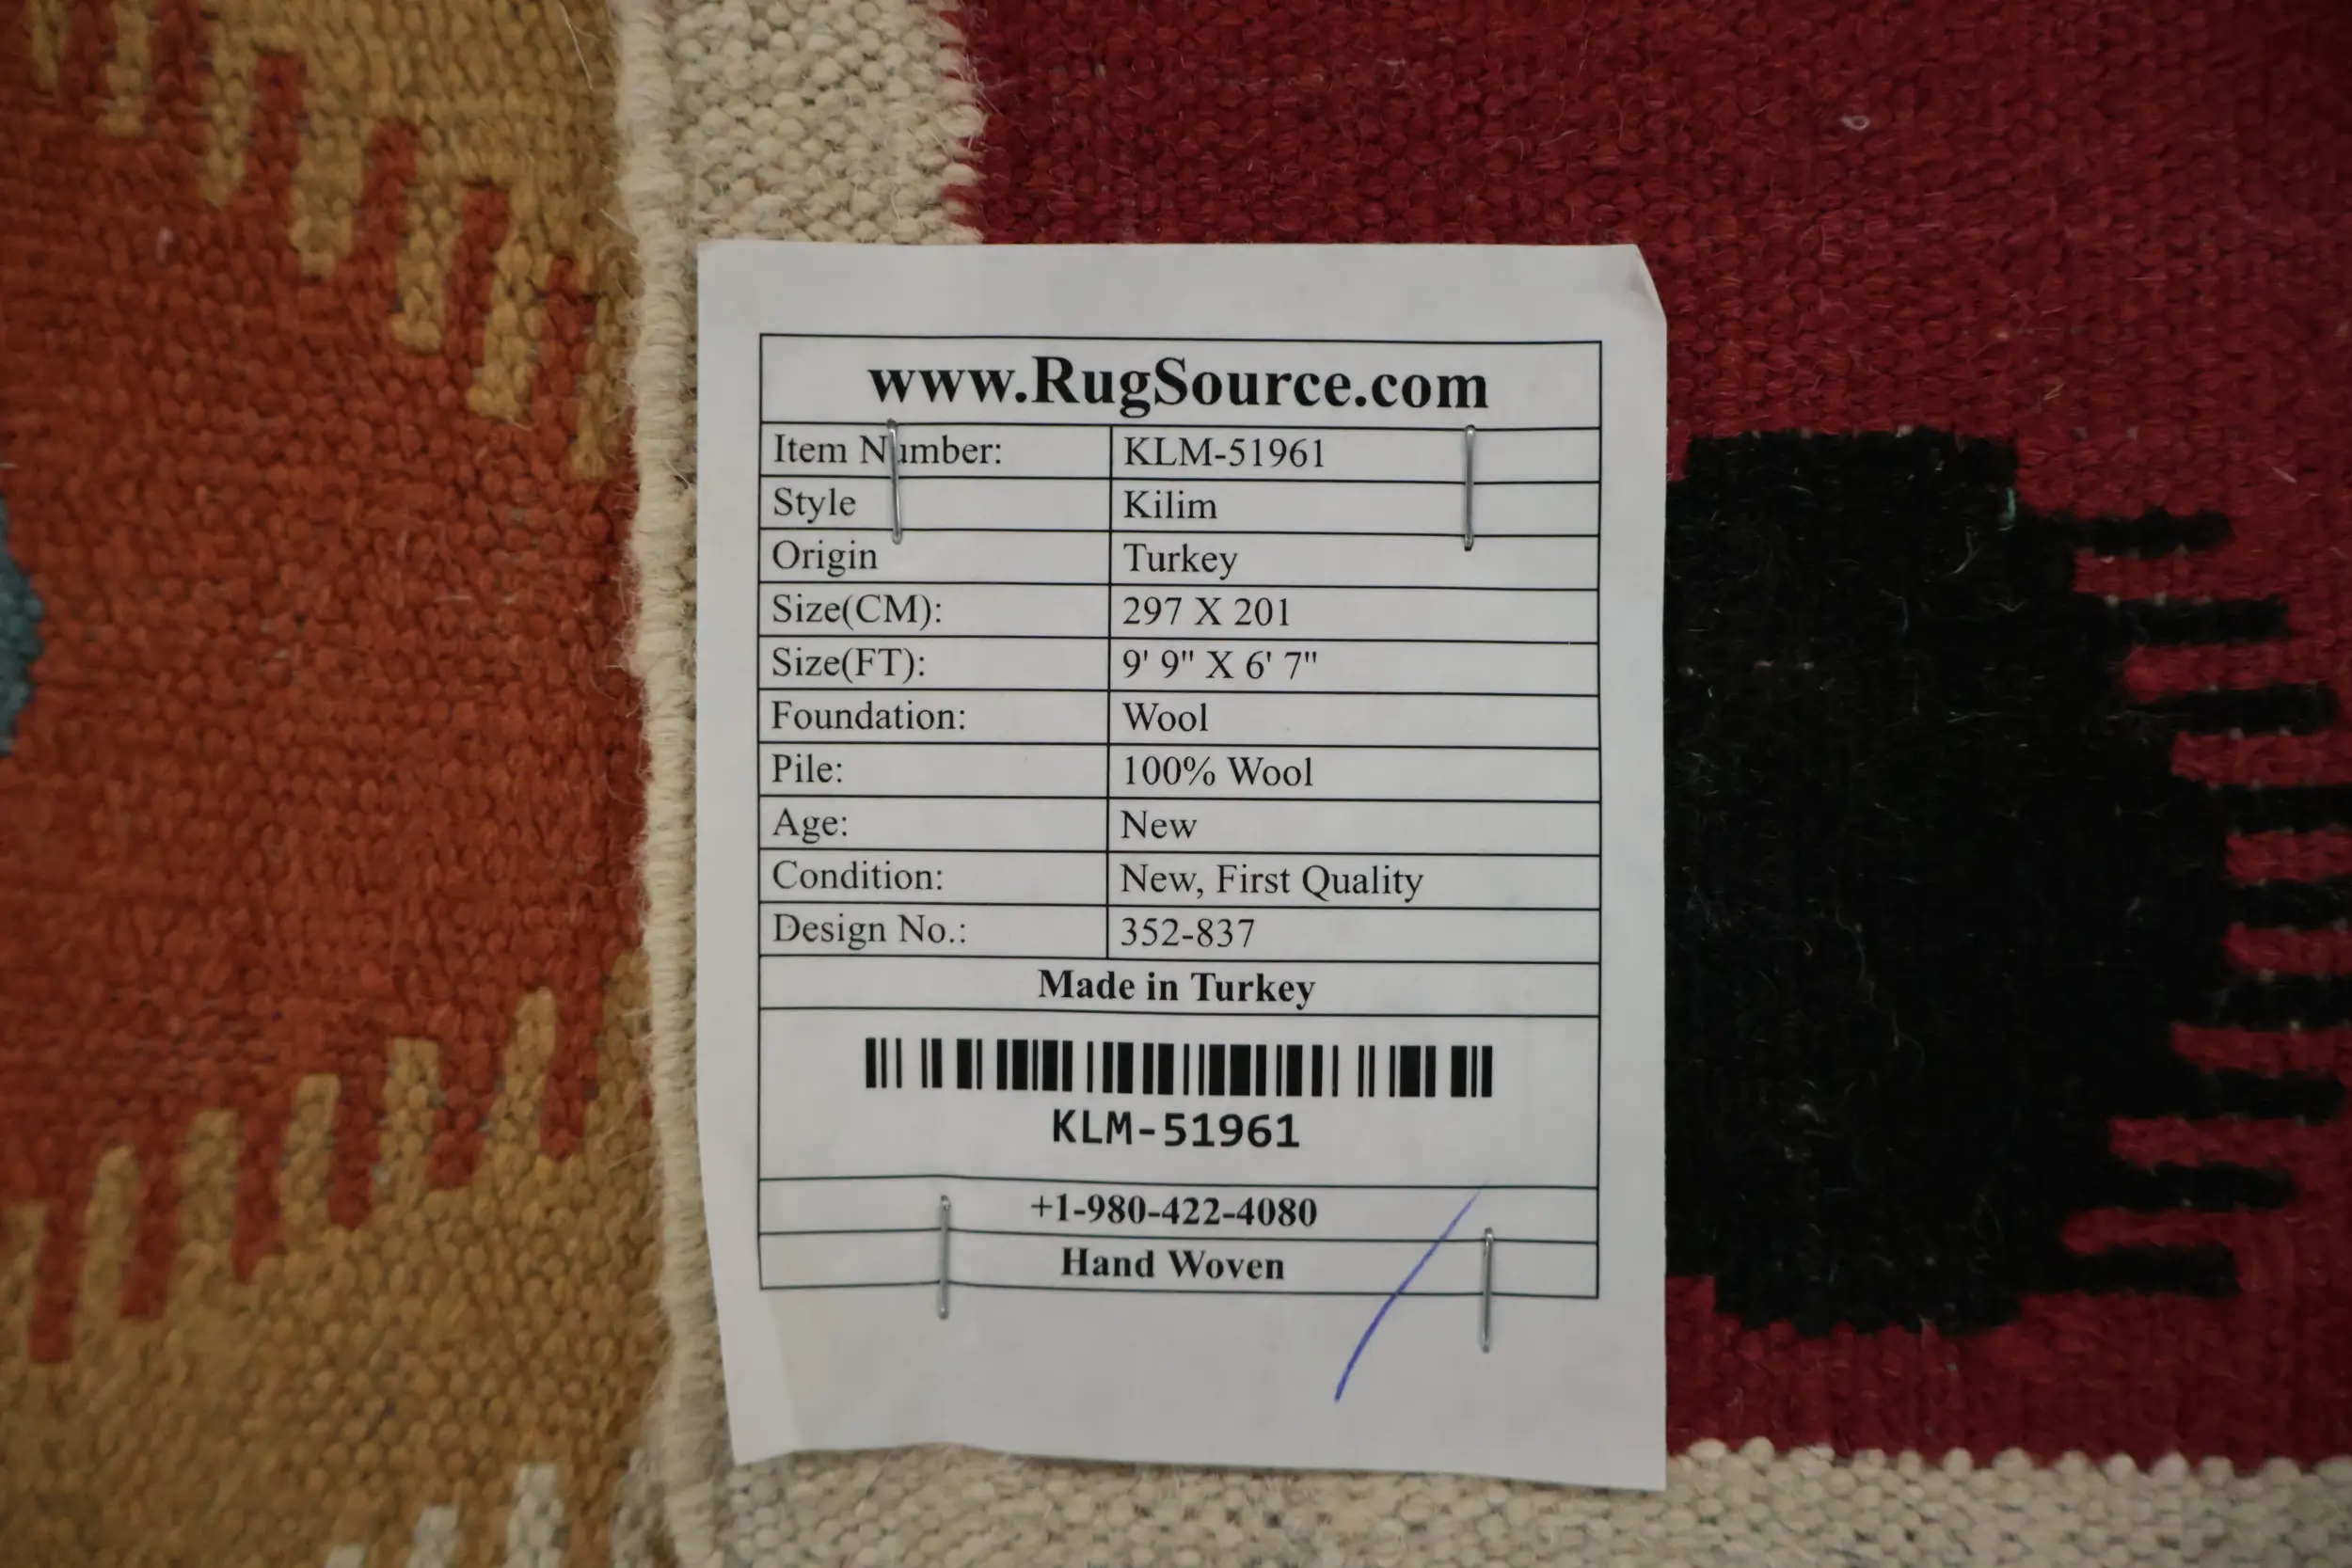 www.RugSource.com
Item Number: KLM-51961
Style Kilim
Origin Turkey
Size(CM): 297 X 201
Size(FT): 9' 9" X 6' 7"
Foundation: Wool
Pile: 100% Wool
Age: New
Condition: New, First Quality
Design No.: 352-837
Made in Turkey
KLM-51961
+1-980-422-4080
Hand Woven